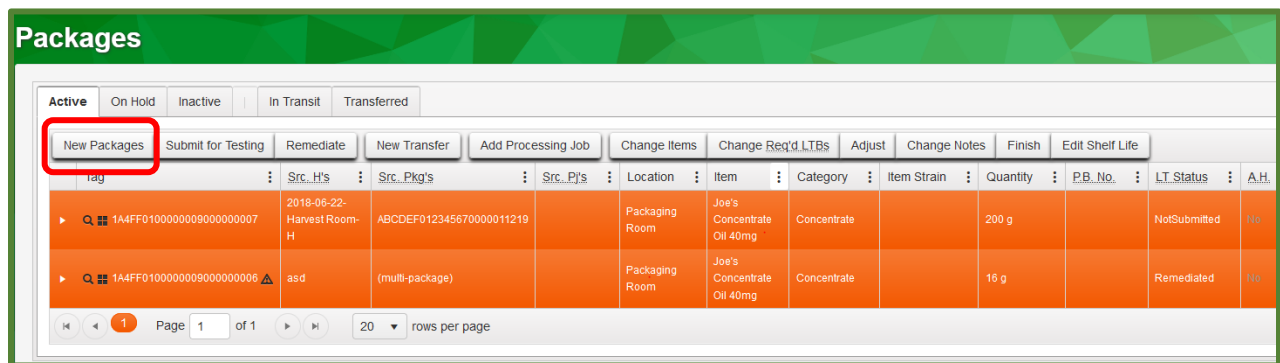 Packages
Active On Hold Inactive In Transit Transferred
New Packages Submit for Testing Remediate New Transfer Add Processing Job Change Items Change Req'd LTBs Adjust Change Notes Finish Edit Shelf Life
Tag Src. H's Src. Pkg's Src. Pj's Location Item Category Item Strain Quantity P.B. No. LT Status A.H.
1A4FF0100000009000000007 2018-06-22-Harvest Room-H ABCDEF012345670000011219 Packaging Room Joe's Concentrate Oil 40mg Concentrate 200 g NotSubmitted No
1A4FF0100000009000000006 asd (multi-package) Packaging Room Joe's Concentrate Oil 40mg Concentrate 16 g Remediated No
1 Page 1 of 1 20 rows per page